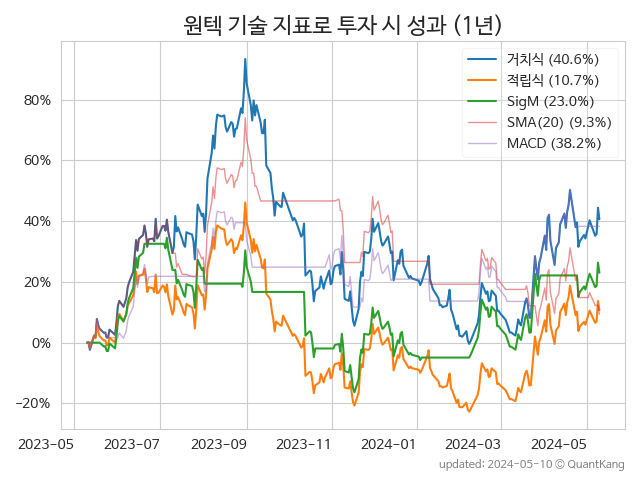 원텍 기술 지표로 투자 시 성과 (1년)
거치식 (40.6%)
적립식 (10.7%)
SigM (23.0%)
SMA(20) (9.3%)
MACD (38.2%)
80%
60%
40%
20%
0%
−20%
2023-05 2023-07 2023-09 2023-11 2024-01 2024-03 2024-05
updated: 2024-05-10 © QuantKang